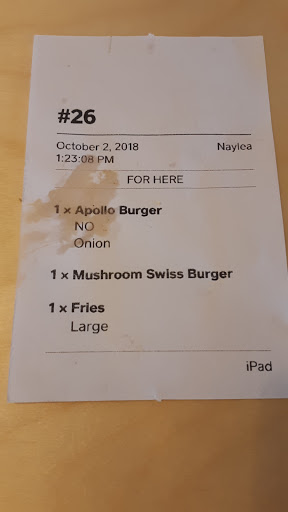 #26
October 2, 2018 Naylea
1:23:08 PM
FOR HERE
1 x Apollo Burger
NO
Onion
1 x Mushroom Swiss Burger
1 x Fries
Large
iPad